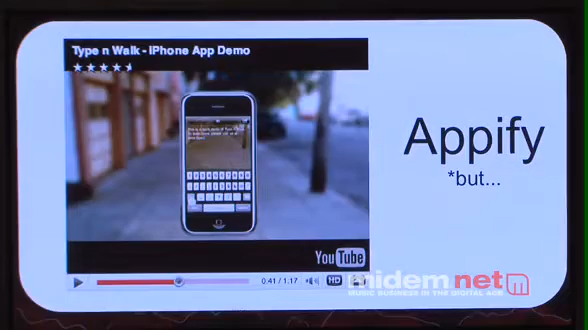 Type n Walk - iPhone App Demo
Appify
*but...
YouTube
0:41 / 1:17
HD
midem.net
MUSIC BUSINESS IN THE DIGITAL AGE